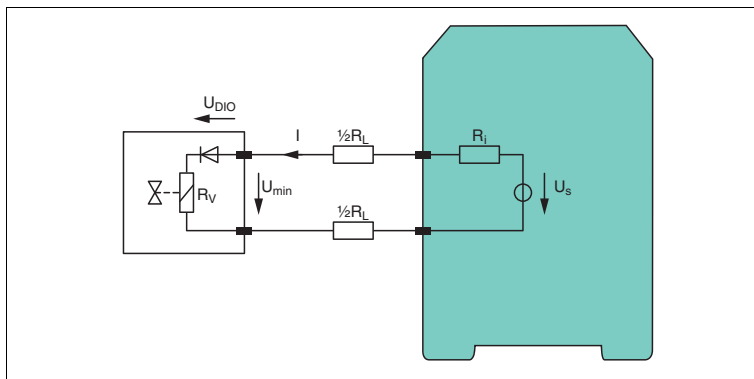 U_DIO
I
½R_L
R_i
R_V
U_min
U_s
½R_L